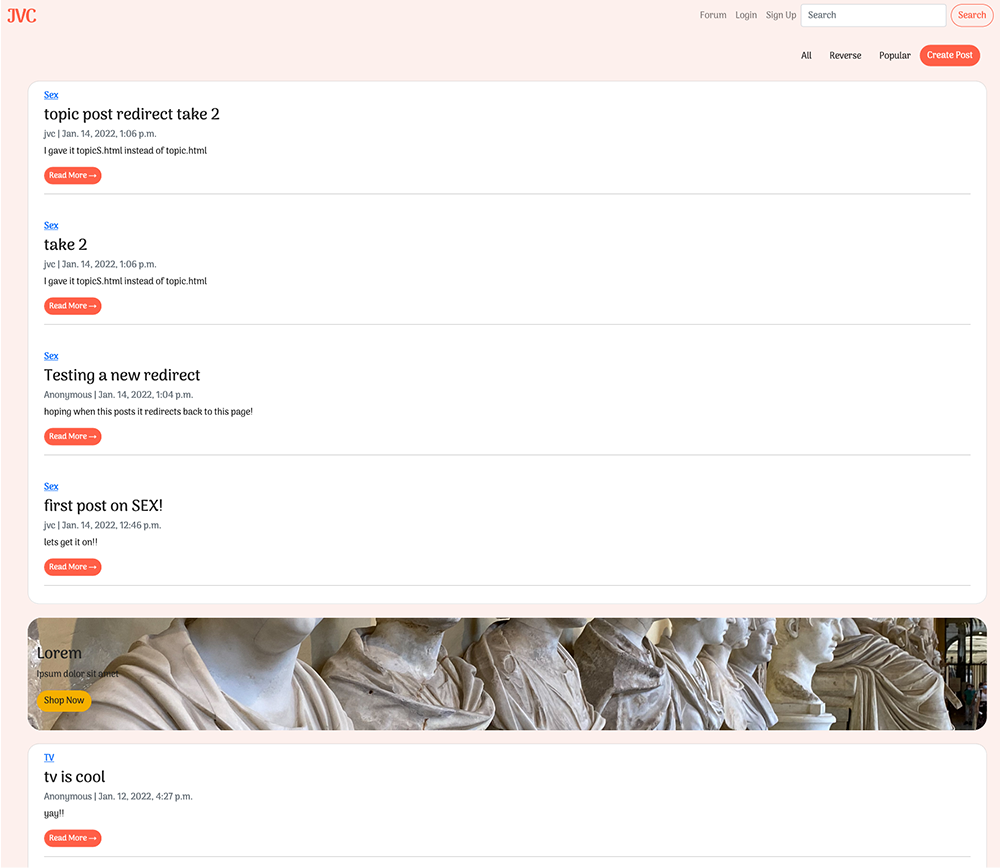 JVC
Forum Login Sign Up Search Search
All Reverse Popular Create Post
Sex
topic post redirect take 2
jvc | Jan. 14, 2022, 1:06 p.m.
I gave it topicS.html instead of topic.html
Read More →
Sex
take 2
jvc | Jan. 14, 2022, 1:06 p.m.
I gave it topicS.html instead of topic.html
Read More →
Sex
Testing a new redirect
Anonymous | Jan. 14, 2022, 1:04 p.m.
hoping when this posts it redirects back to this page!
Read More →
Sex
first post on SEX!
jvc | Jan. 14, 2022, 12:46 p.m.
lets get it on!!
Read More →
Lorem
Ipsum dolor sit amet
Shop Now
TV
tv is cool
Anonymous | Jan. 12, 2022, 4:27 p.m.
yay!!
Read More →